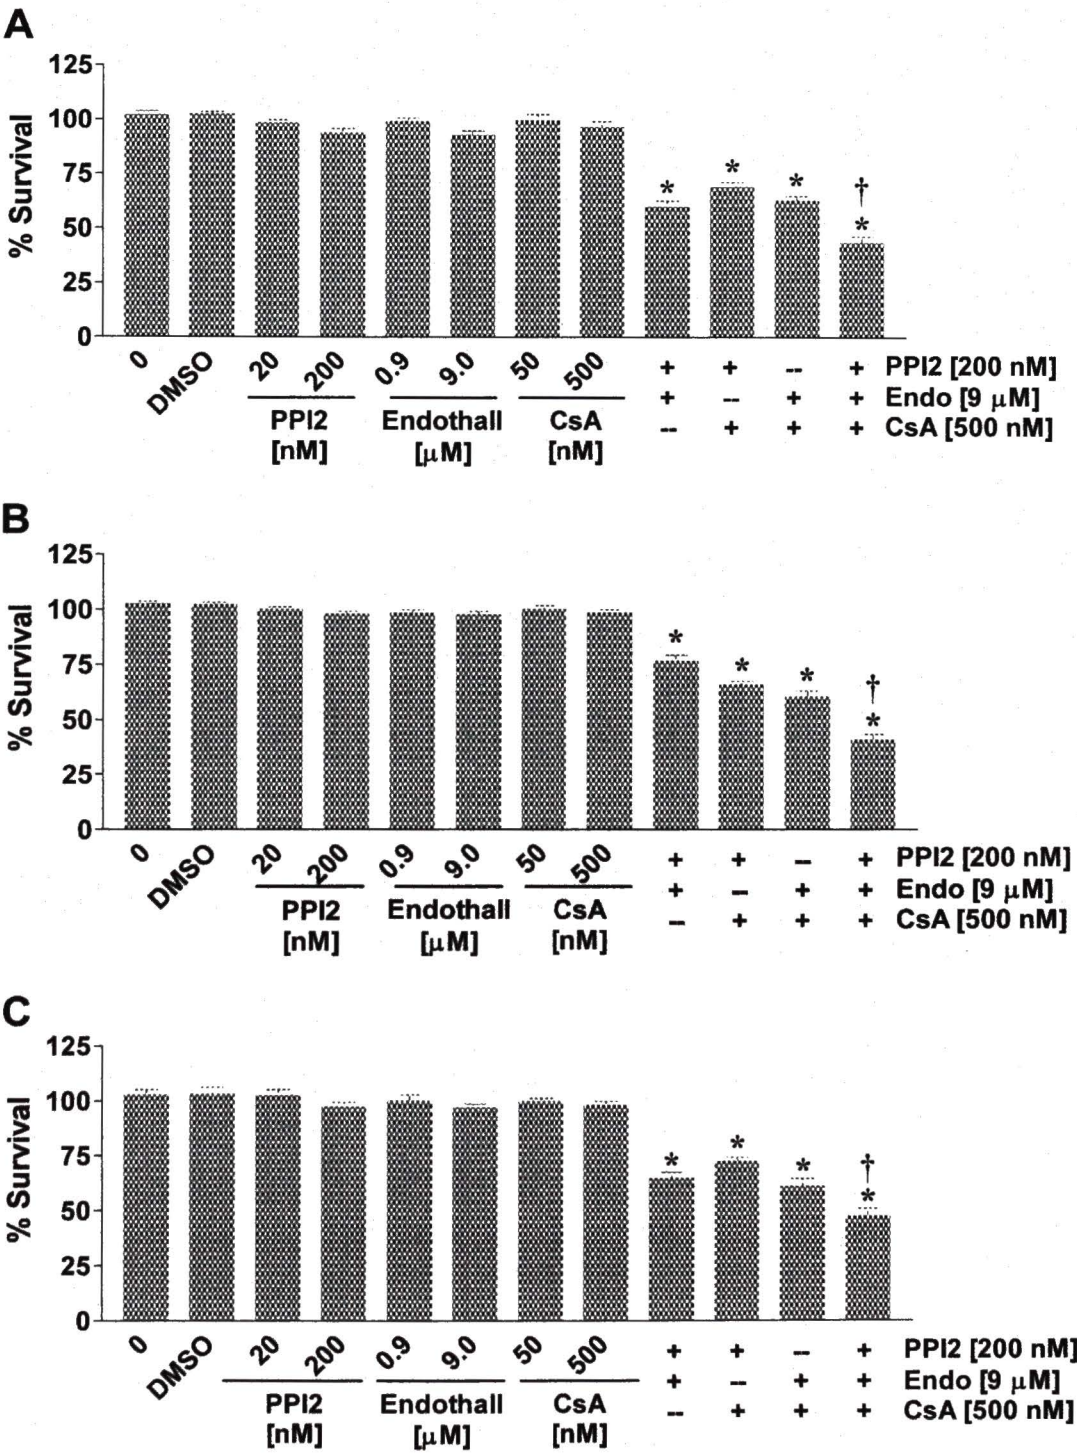 A
% Survival
125
100
75
50
25
0
* * * † *
0 DMSO 20 200 0.9 9.0 50 500
PPI2 [nM]
Endothall [μM]
CsA [nM]
+ + -- + PPI2 [200 nM]
+ -- + + Endo [9 μM]
-- + + + CsA [500 nM]
B
% Survival
125
100
75
50
25
0
* * * † *
0 DMSO 20 200 0.9 9.0 50 500
PPI2 [nM]
Endothall [μM]
CsA [nM]
+ + -- + PPI2 [200 nM]
+ -- + + Endo [9 μM]
-- + + + CsA [500 nM]
C
% Survival
125
100
75
50
25
0
* * * † *
0 DMSO 20 200 0.9 9.0 50 500
PPI2 [nM]
Endothall [μM]
CsA [nM]
+ + -- + PPI2 [200 nM]
+ -- + + Endo [9 μM]
-- + + + CsA [500 nM]